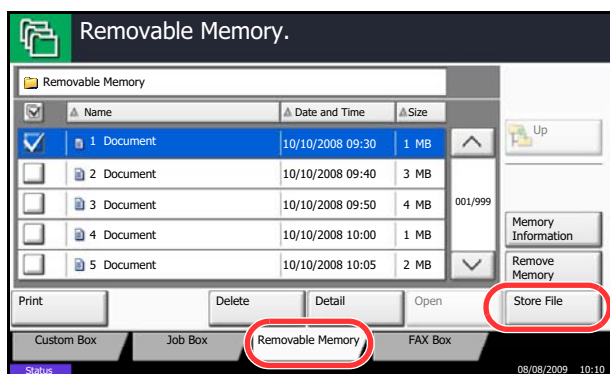 Removable Memory.
Removable Memory
Name Date and Time Size
1 Document 10/10/2008 09:30 1 MB
2 Document 10/10/2008 09:40 3 MB
3 Document 10/10/2008 09:50 4 MB
4 Document 10/10/2008 10:00 1 MB
5 Document 10/10/2008 10:05 2 MB
001/999
Up
Memory
Information
Remove
Memory
Print Delete Detail Open Store File
Custom Box Job Box Removable Memory FAX Box
Status 08/08/2009 10:10